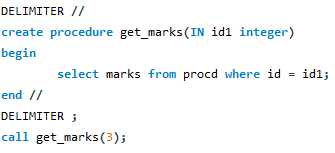 DELIMITER //
create procedure get_marks(IN id1 integer)
begin
        select marks from procd where id = id1;
end //
DELIMITER ;
call get_marks(3);